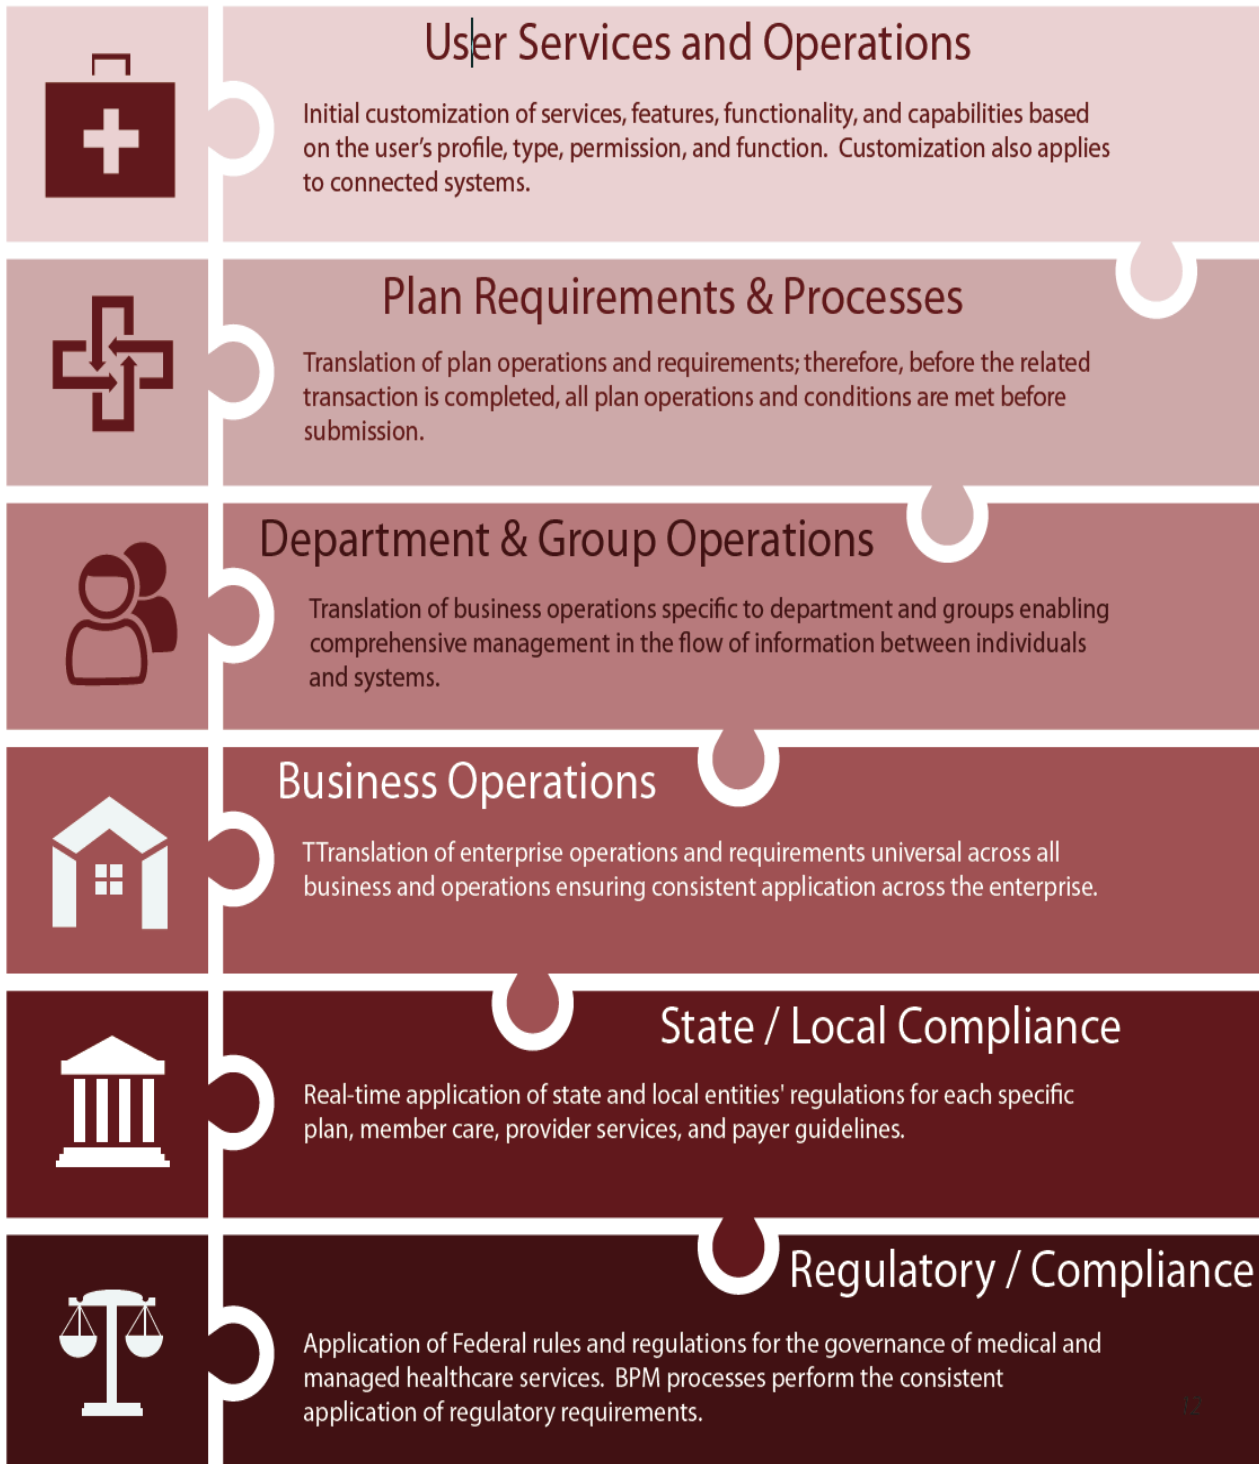 User Services and Operations
Initial customization of services, features, functionality, and capabilities based
on the user’s profile, type, permission, and function.  Customization also applies
to connected systems.
Plan Requirements & Processes
Translation of plan operations and requirements; therefore, before the related
transaction is completed, all plan operations and conditions are met before
submission.
Department & Group Operations
Translation of business operations specific to department and groups enabling
comprehensive management in the flow of information between individuals
and systems.
Business Operations
TTranslation of enterprise operations and requirements universal across all
business and operations ensuring consistent application across the enterprise.
State / Local Compliance
Real-time application of state and local entities' regulations for each specific
plan, member care, provider services, and payer guidelines.
Regulatory / Compliance
Application of Federal rules and regulations for the governance of medical and
managed healthcare services.  BPM processes perform the consistent
application of regulatory requirements.
12